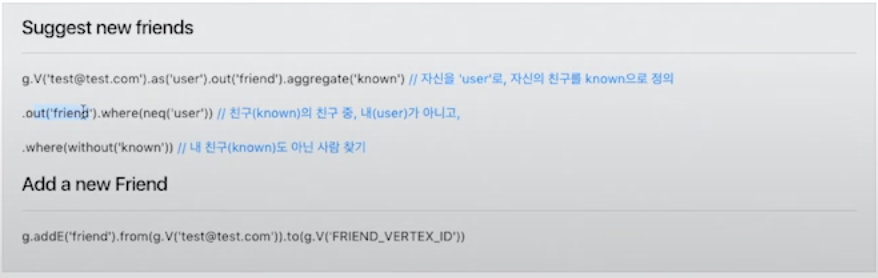 Suggest new friends
g.V('test@test.com').as('user').out('friend').aggregate('known') // 자신을 'user'로, 자신의 친구를 known으로 정의
.out('friend').where(neq('user')) // 친구(known)의 친구 중, 내(user)가 아니고,
.where(without('known')) // 내 친구(known)도 아닌 사람 찾기
Add a new Friend
g.addE('friend').from(g.V('test@test.com')).to(g.V('FRIEND_VERTEX_ID'))